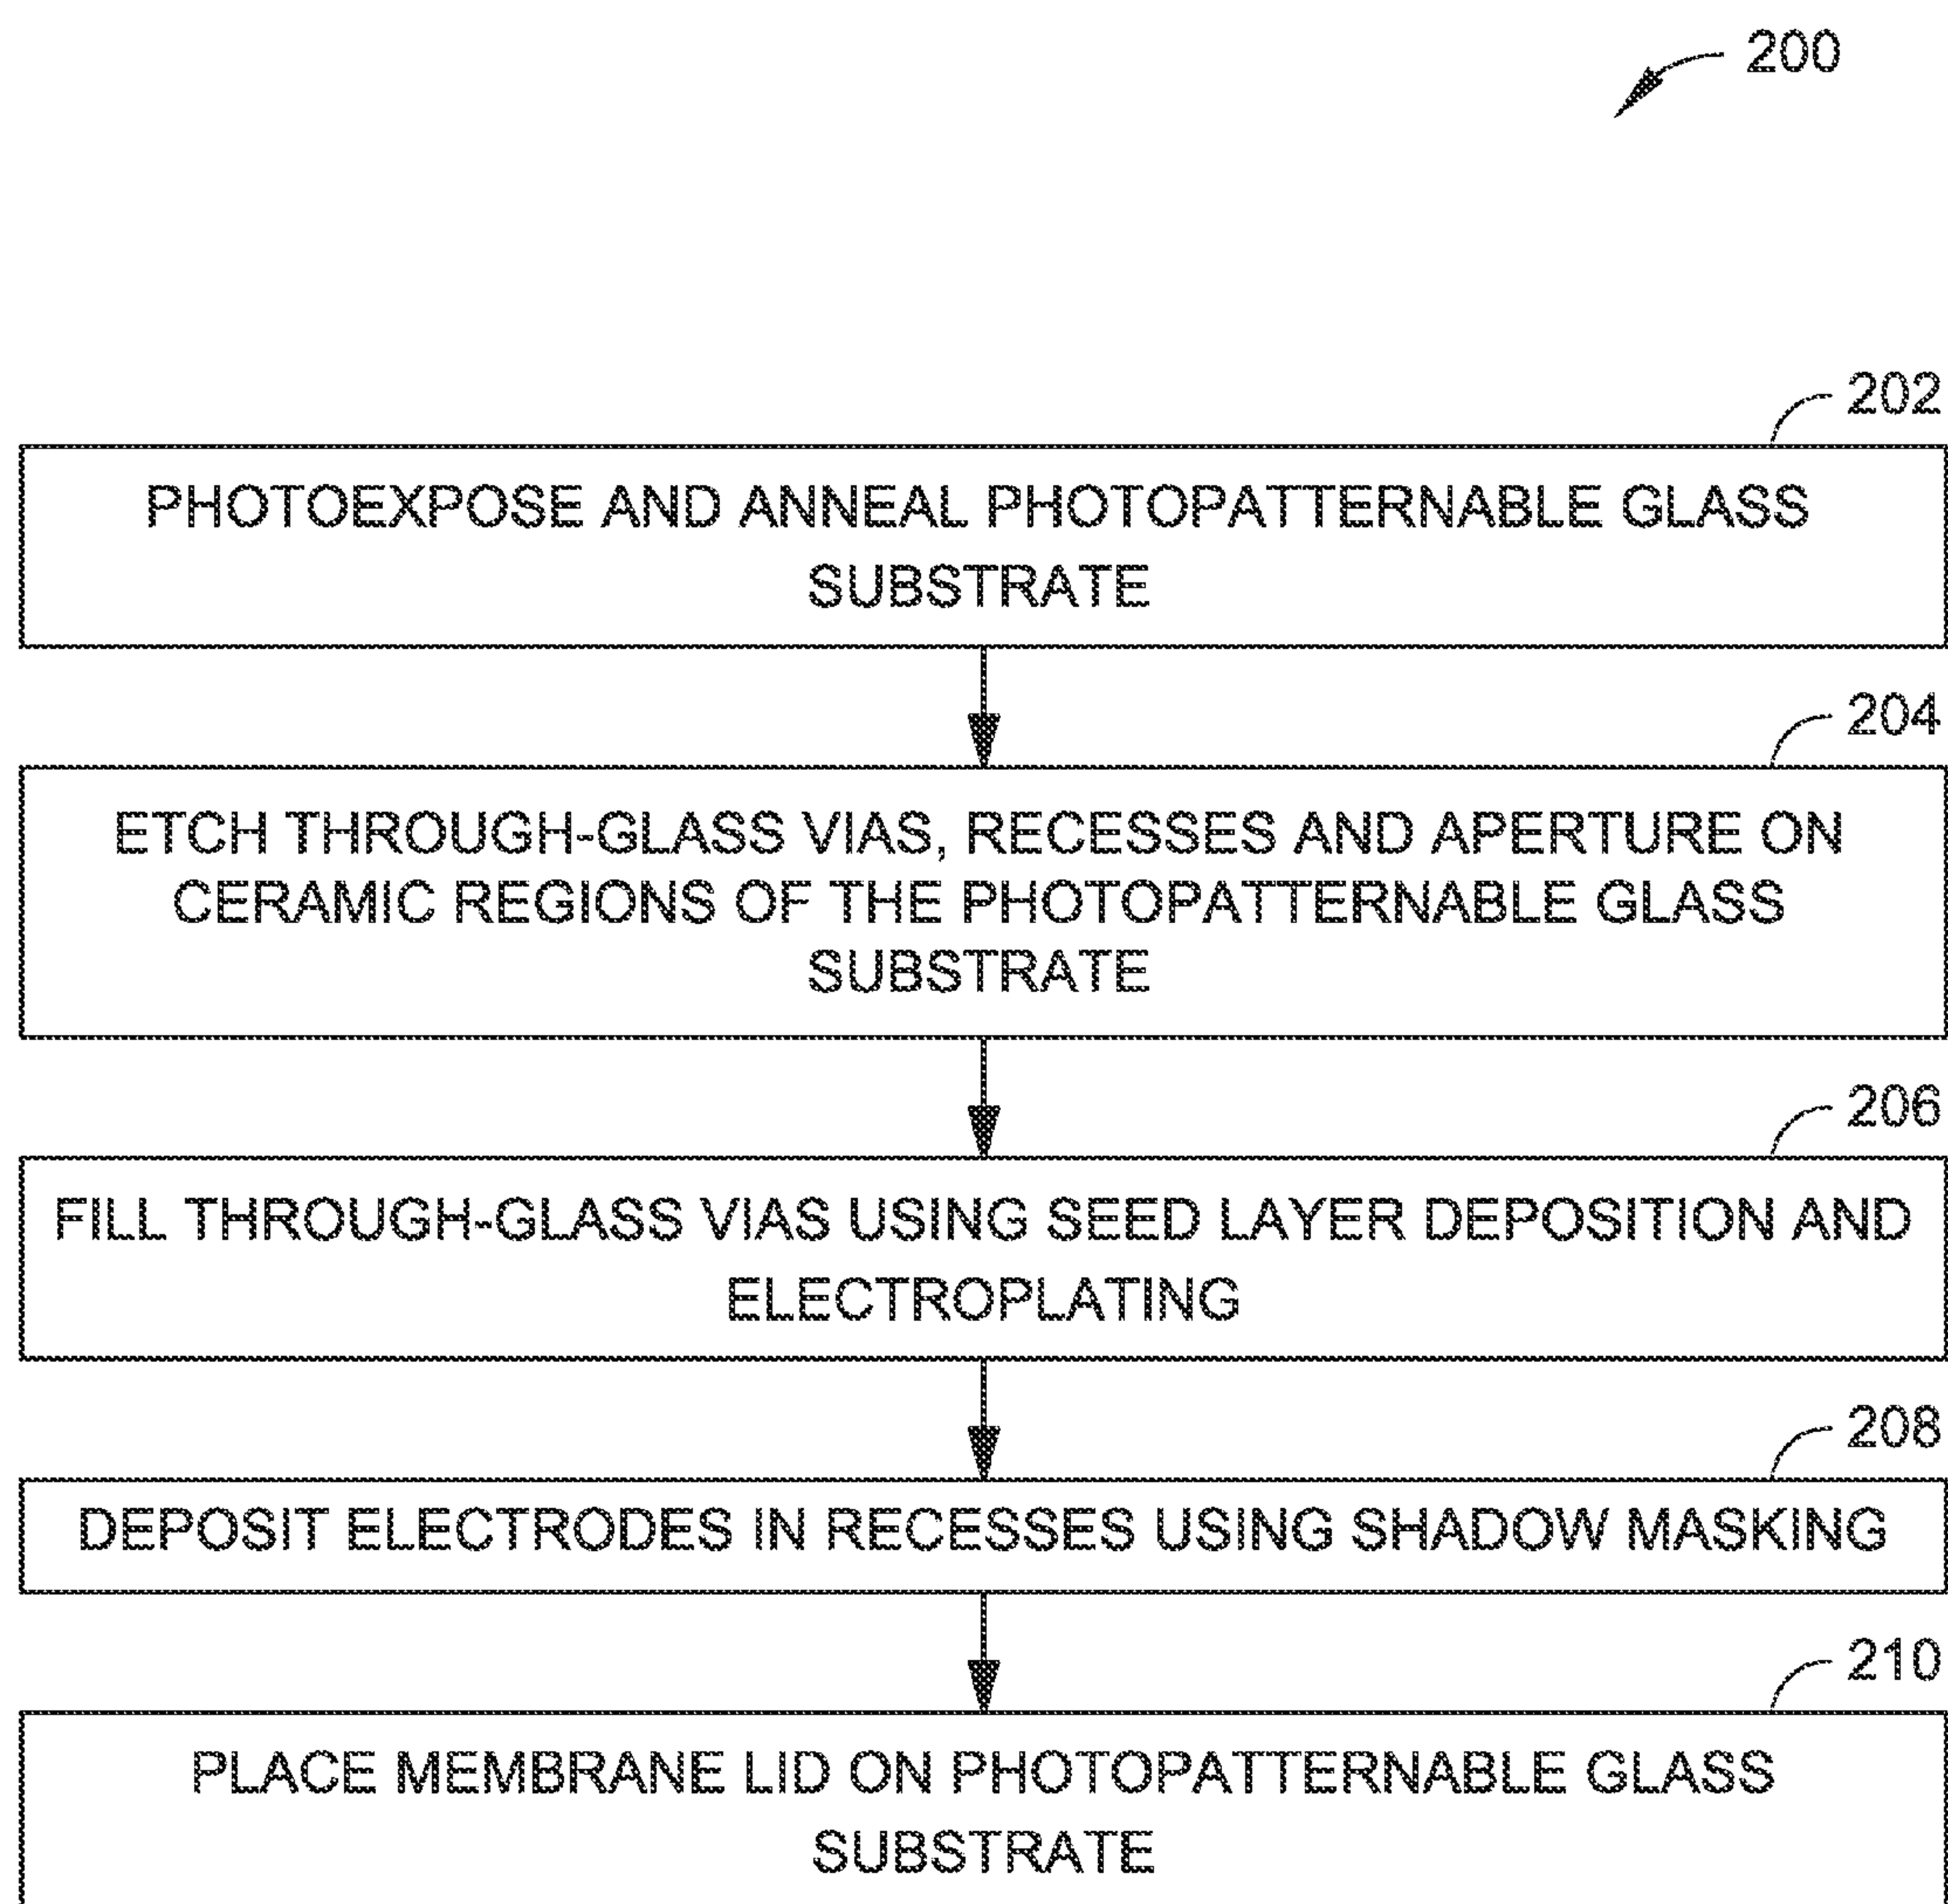 200
202
PHOTOEXPOSE AND ANNEAL PHOTOPATTERNABLE GLASS
SUBSTRATE
204
ETCH THROUGH-GLASS VIAS, RECESSES AND APERTURE ON
CERAMIC REGIONS OF THE PHOTOPATTERNABLE GLASS
SUBSTRATE
206
FILL THROUGH-GLASS VIAS USING SEED LAYER DEPOSITION AND
ELECTROPLATING
208
DEPOSIT ELECTRODES IN RECESSES USING SHADOW MASKING
210
PLACE MEMBRANE LID ON PHOTOPATTERNABLE GLASS
SUBSTRATE